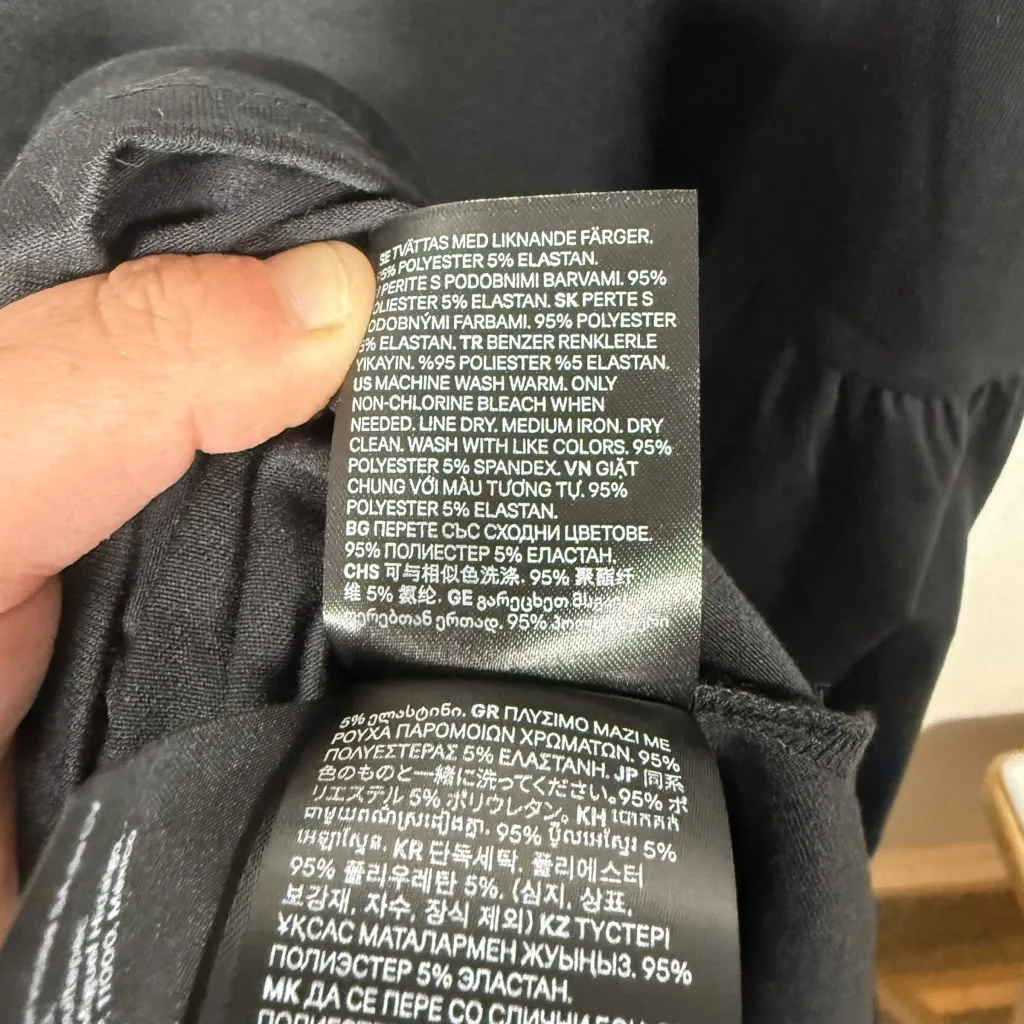 SE TVÄTTAS MED LIKNANDE FÄRGER.
POLYESTER 5% ELASTAN.
PERITE S PODOBNIMI BARVAMI. 95%
5% ELASTAN. SK PERTE S
FARBAMI. 95% POLYESTER
5% ELASTAN. TR BENZER RENKLERLE
YIKAYIN. %95 POLIESTER %5 ELASTAN.
US MACHINE WASH WARM. ONLY
NON-CHLORINE BLEACH WHEN
NEEDED. LINE DRY. MEDIUM IRON. DRY
CLEAN. WASH WITH LIKE COLORS. 95%
POLYESTER 5% SPANDEX. VN GIẶT
CHUNG VỚI MÀU TƯƠNG TỰ. 95%
POLYESTER 5% ELASTAN.
BG ПЕРЕТЕ СЪС СХОДНИ ЦВЕТОВЕ.
95% ПОЛИЕСТЕР 5% ЕЛАСТАН.
CHS 可与相似色洗涤. 95% 聚酯纤
维 5% 氨纶. GE გარეცხეთ
ერთად. 95%
5% ელასტინი. GR ΠΛΥΣΙΜΟ ΜΑΖΙ ΜΕ
ΡΟΥΧΑ ΠΑΡΟΜΟΙΩΝ ΧΡΩΜΑΤΩΝ. 95%
ΠΟΛΥΕΣΤΕΡΑΣ 5% ΕΛΑΣΤΑΝΗ. JP 同系
色のものと一緒に洗ってください。95% ポ
リエステル 5% ポリウレタン。KH
95% 5%
KR 단독세탁. 폴리에스터
95% 폴리우레탄 5%. (심지, 상표,
보강재, 자수, 장식 제외) KZ ТҮСТЕРІ
ҰҚСАС МАТАЛАРМЕН ЖУЫҢЫЗ. 95%
ПОЛИЭСТЕР 5% ЭЛАСТАН.
МК ДА СЕ ПЕРЕ СО СЛИЧНИ
ПОЛИЕСТЕР